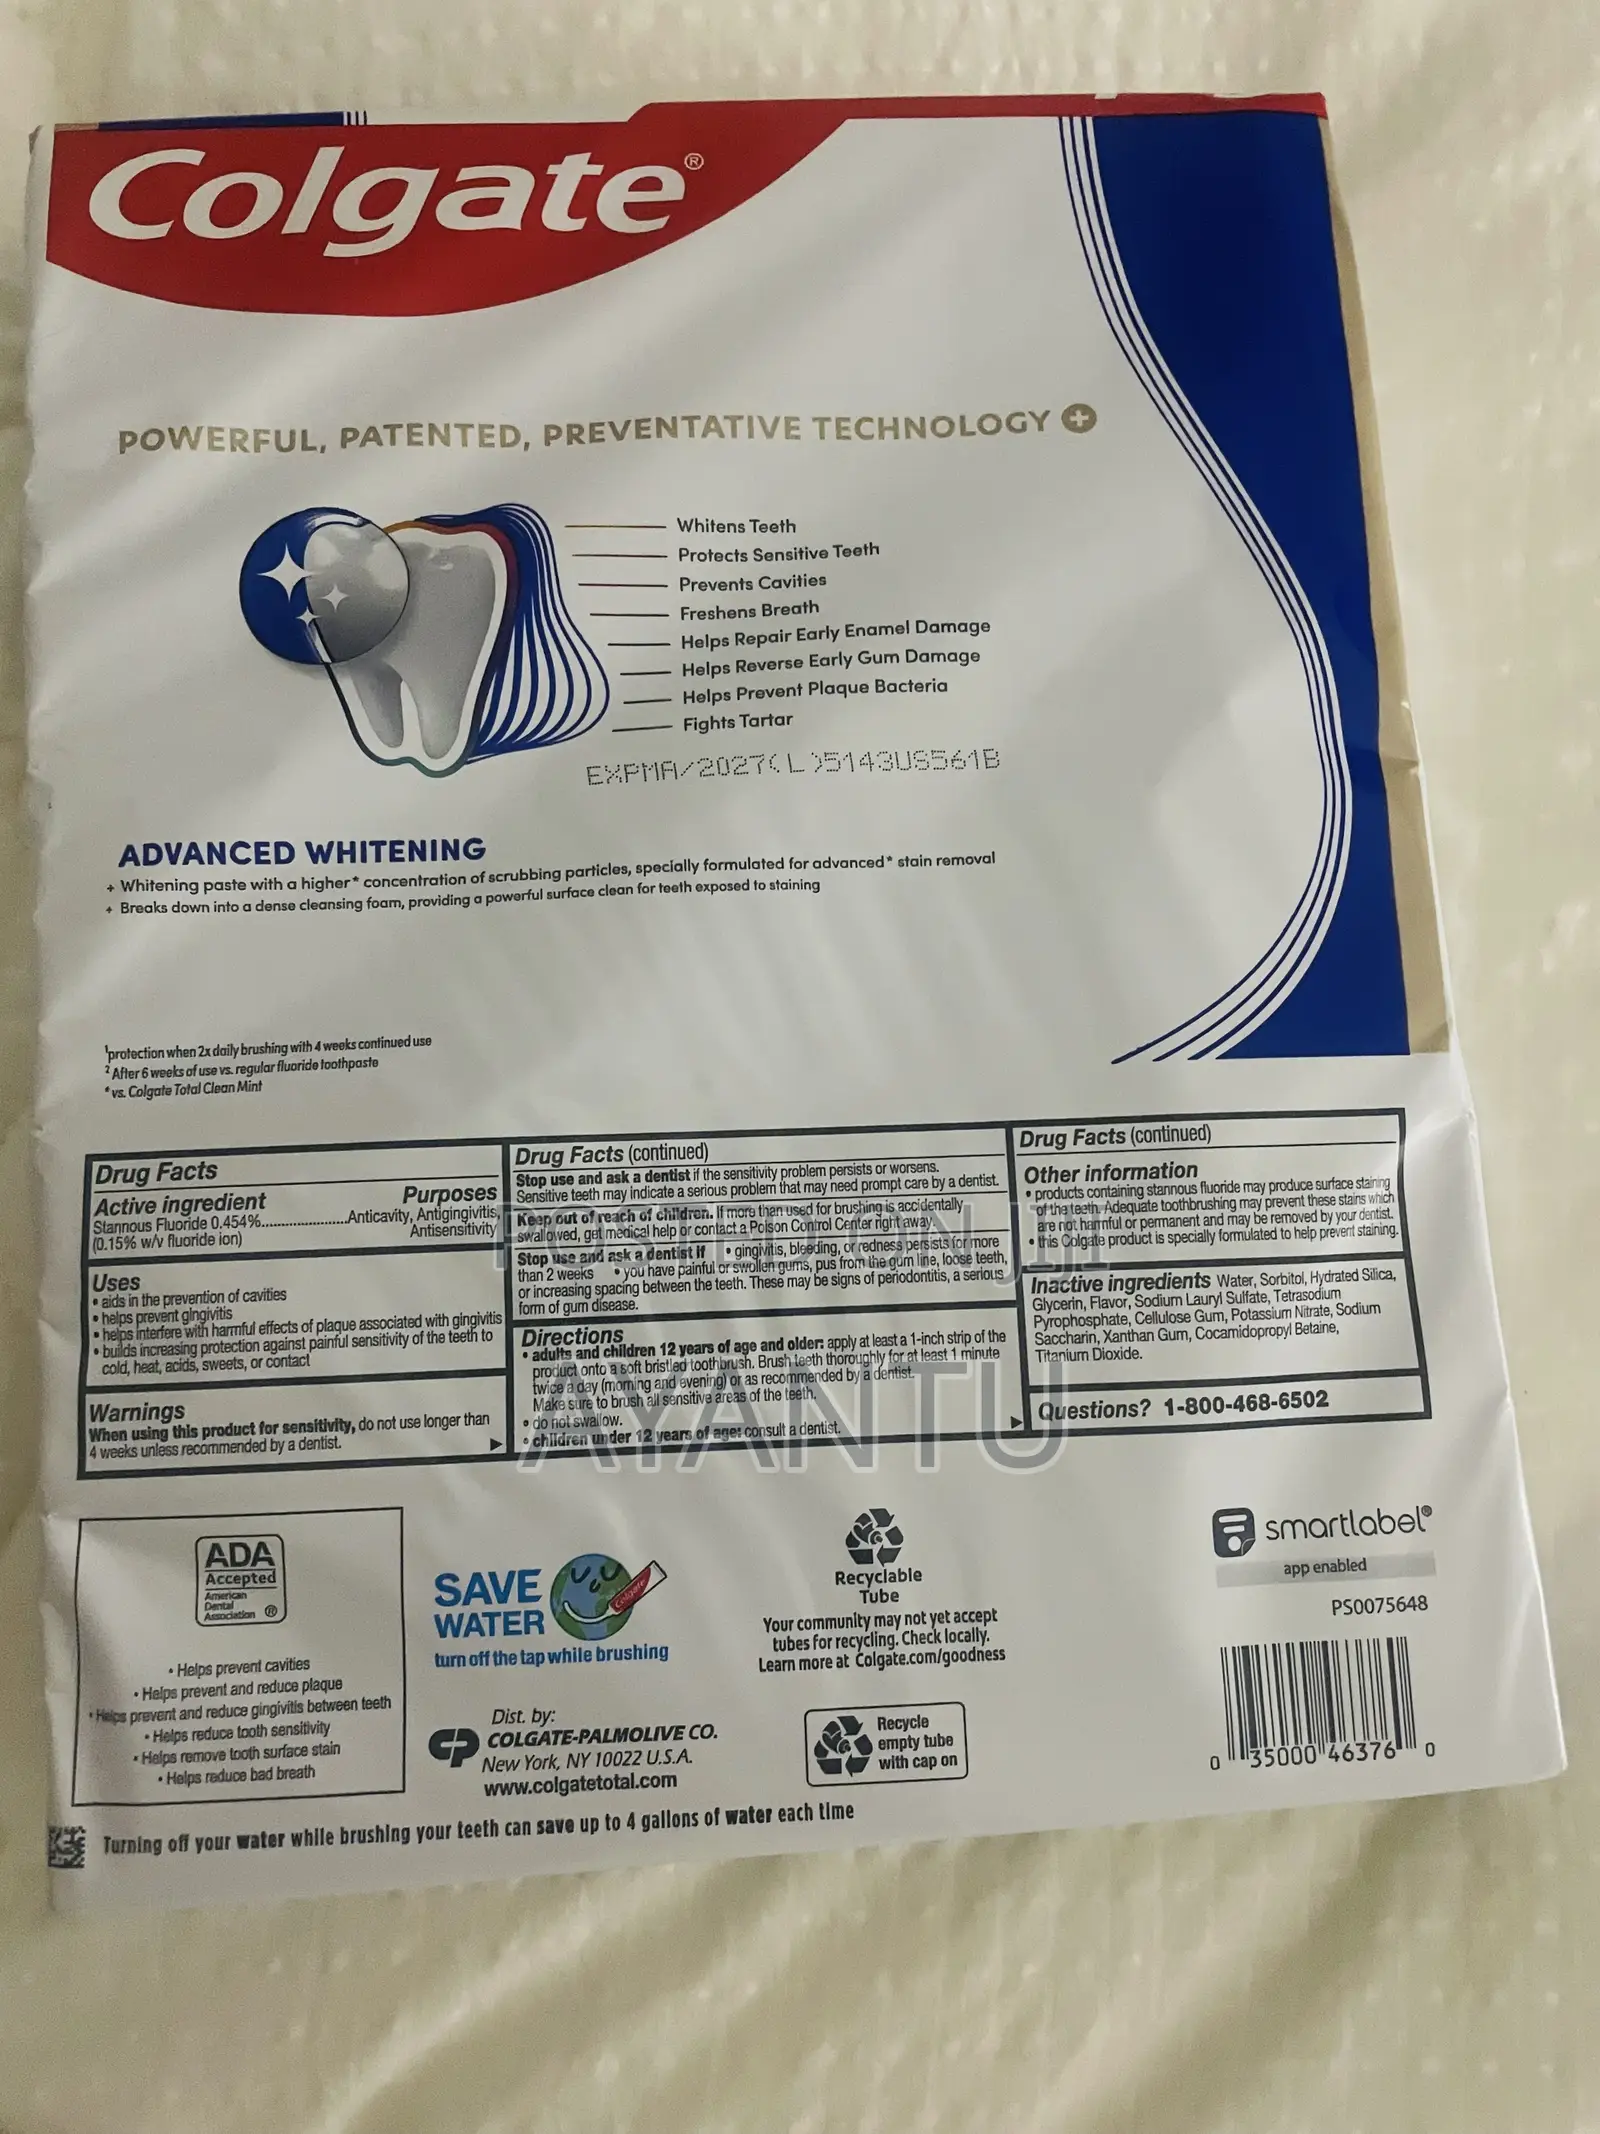 Colgate®
POWERFUL, PATENTED, PREVENTATIVE TECHNOLOGY +
Whitens Teeth
Protects Sensitive Teeth
Prevents Cavities
Freshens Breath
Helps Repair Early Enamel Damage
Helps Reverse Early Gum Damage
Helps Prevent Plaque Bacteria
Fights Tartar
EXPMA/2027(L)5143US561B
ADVANCED WHITENING
+ Whitening paste with a higher* concentration of scrubbing particles, specially formulated for advanced* stain removal
+ Breaks down into a dense cleansing foam, providing a powerful surface clean for teeth exposed to staining
¹protection when 2x daily brushing with 4 weeks continued use
² After 6 weeks of use vs. regular fluoride toothpaste
*vs. Colgate Total Clean Mint
Drug Facts
Active ingredient Purposes
Stannous Fluoride 0.454%.....................Anticavity, Antigingivitis,
(0.15% w/v fluoride ion) Antisensitivity
Uses
• aids in the prevention of cavities
• helps prevent gingivitis
• helps interfere with harmful effects of plaque associated with gingivitis
• builds increasing protection against painful sensitivity of the teeth to
cold, heat, acids, sweets, or contact
Warnings
When using this product for sensitivity, do not use longer than
4 weeks unless recommended by a dentist.
Drug Facts (continued)
Stop use and ask a dentist if the sensitivity problem persists or worsens.
Sensitive teeth may indicate a serious problem that may need prompt care by a dentist.
Keep out of reach of children. If more than used for brushing is accidentally
swallowed, get medical help or contact a Poison Control Center right away.
Stop use and ask a dentist if • gingivitis, bleeding, or redness persists for more
than 2 weeks • you have painful or swollen gums, pus from the gum line, loose teeth,
or increasing spacing between the teeth. These may be signs of periodontitis, a serious
form of gum disease.
Directions
• adults and children 12 years of age and older: apply at least a 1-inch strip of the
product onto a soft bristled toothbrush. Brush teeth thoroughly for at least 1 minute
twice a day (morning and evening) or as recommended by a dentist.
Make sure to brush all sensitive areas of the teeth.
• do not swallow.
• children under 12 years of age: consult a dentist.
Drug Facts (continued)
Other information
• products containing stannous fluoride may produce surface staining
of the teeth. Adequate toothbrushing may prevent these stains which
are not harmful or permanent and may be removed by your dentist.
• this Colgate product is specially formulated to help prevent staining.
Inactive ingredients Water, Sorbitol, Hydrated Silica,
Glycerin, Flavor, Sodium Lauryl Sulfate, Tetrasodium
Pyrophosphate, Cellulose Gum, Potassium Nitrate, Sodium
Saccharin, Xanthan Gum, Cocamidopropyl Betaine,
Titanium Dioxide.
Questions? 1-800-468-6502
POSTED ON JIJI
AYANTU
ADA
Accepted
American
Dental
Association ®
• Helps prevent cavities
• Helps prevent and reduce plaque
• Helps prevent and reduce gingivitis between teeth
• Helps reduce tooth sensitivity
• Helps remove tooth surface stain
• Helps reduce bad breath
SAVE
WATER
Colgate
turn off the tap while brushing
Dist. by:
CP COLGATE-PALMOLIVE CO.
New York, NY 10022 U.S.A.
www.colgatetotal.com
Recyclable
Tube
Your community may not yet accept
tubes for recycling. Check locally.
Learn more at Colgate.com/goodness
Recycle
empty tube
with cap on
smartlabel®
app enabled
PS0075648
0 35000 46376 0
Turning off your water while brushing your teeth can save up to 4 gallons of water each time